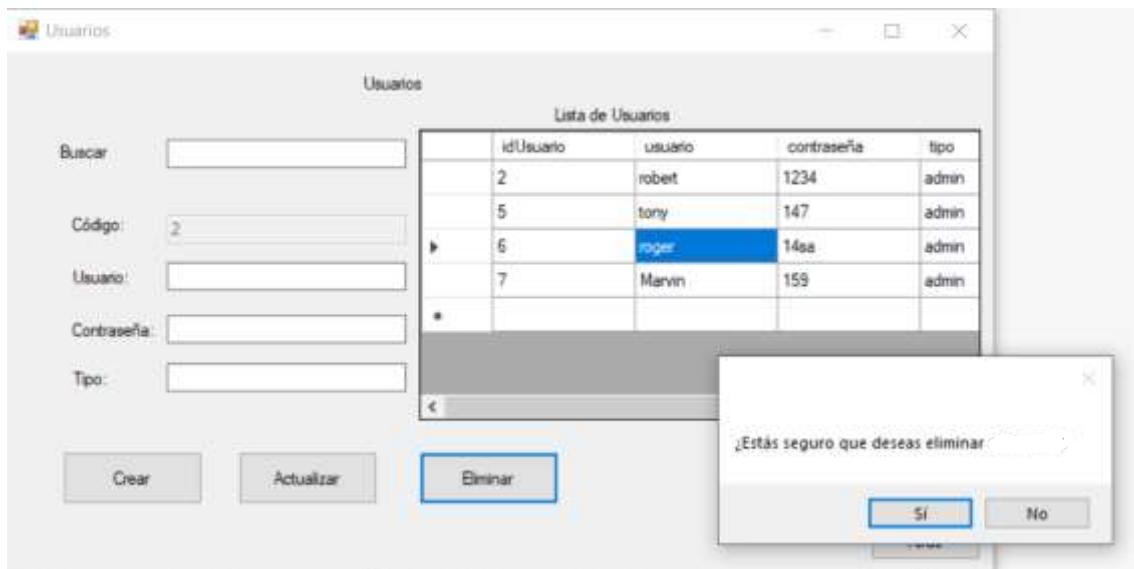 Usuarios
Usuarios
Lista de Usuarios
Buscar
idUsuario usuario contraseña tipo
2 robert 1234 admin
5 tony 147 admin
6 roger 14sa admin
7 Marvin 159 admin
Código: 2
Usuario:
Contraseña:
Tipo:
Crear Actualizar Eliminar
¿Estás seguro que deseas eliminar
Sí No